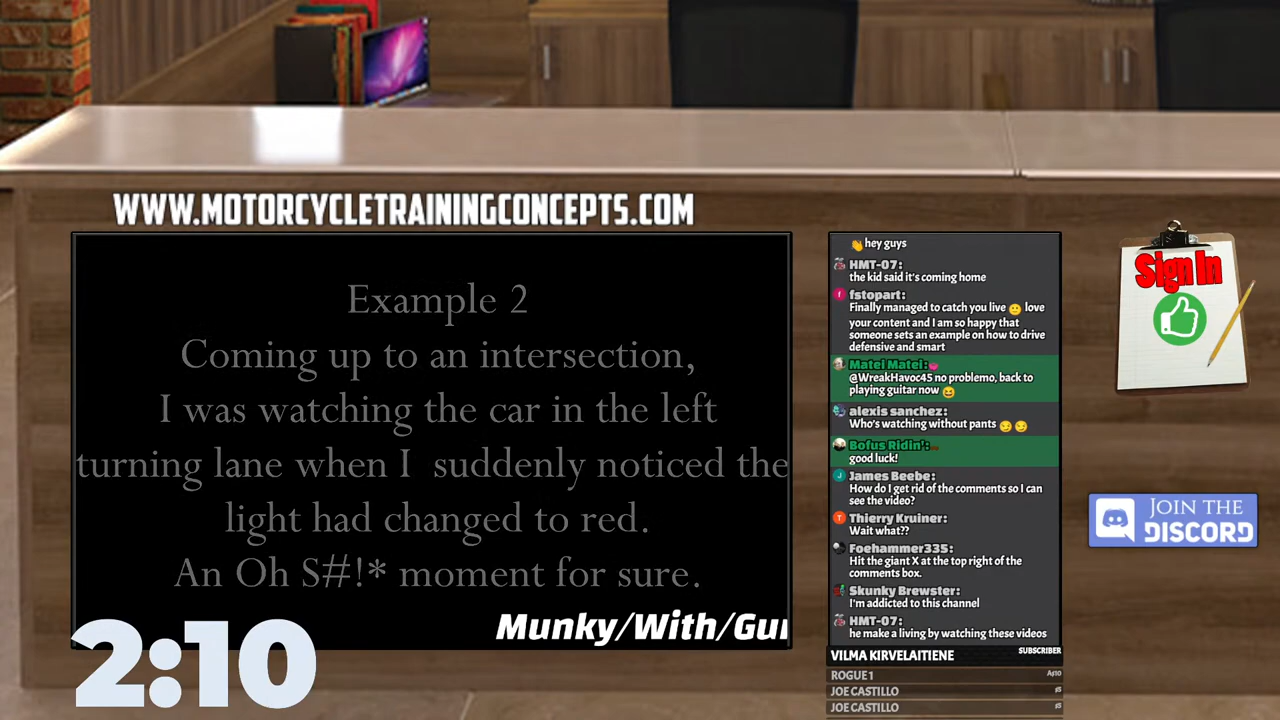 WWW.MOTORCYCLETRAININGCONCEPTS.COM
Example 2
Coming up to an intersection,
I was watching the car in the left
turning lane when I suddenly noticed the
light had changed to red.
An Oh S#!* moment for sure.
Munky/With/Gu
2:10
hey guys
HMT-07:
the kid said it's coming home
fstopart:
Finally managed to catch you live 🙂 love
your content and I am so happy that
someone sets an example on how to drive
defensive and smart
Matel Matei:
@WreakHavoc45 no problemo, back to
playing guitar now 😆
alexis sanchez:
Who's watching without pants 😏 😏
Bofus Ridin':
good luck!
James Beebe:
How do I get rid of the comments so I can
see the video?
Thierry Kruiner:
Wait what??
Foehammer335:
Hit the giant X at the top right of the
comments box.
Skunky Brewster:
I'm addicted to this channel
HMT-07:
he make a living by watching these videos
VILMA KIRVELAITIENE SUBSCRIBER
ROGUE 1 A$10
JOE CASTILLO $5
JOE CASTILLO $5
Sign In
JOIN THE
DISCORD